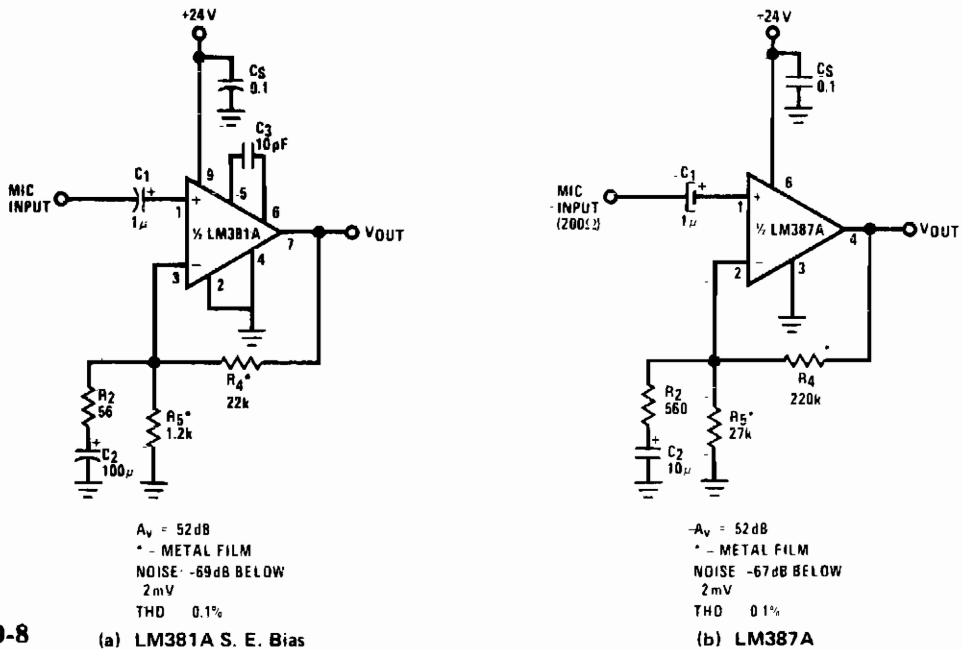 +24V
CS
0.1
C3
10pF
C1
1µ
MIC
INPUT
9
5
6
1
+
½ LM381A
7
VOUT
3
−
2
4
R4*
22k
R2
56
R5*
1.2k
+
C2
100µ
Av = 52dB
* – METAL FILM
NOISE -69dB BELOW
2mV
THD 0.1%
(a) LM381A S. E. Bias
+24V
CS
0.1
C1
+
1µ
MIC
INPUT
(200Ω)
6
1
+
½ LM387A
4
VOUT
2
−
3
*
R4
220k
R2
560
R5*
27k
+
C2
10µ
Av = 52dB
* – METAL FILM
NOISE -67dB BELOW
2mV
THD 0.1%
(b) LM387A